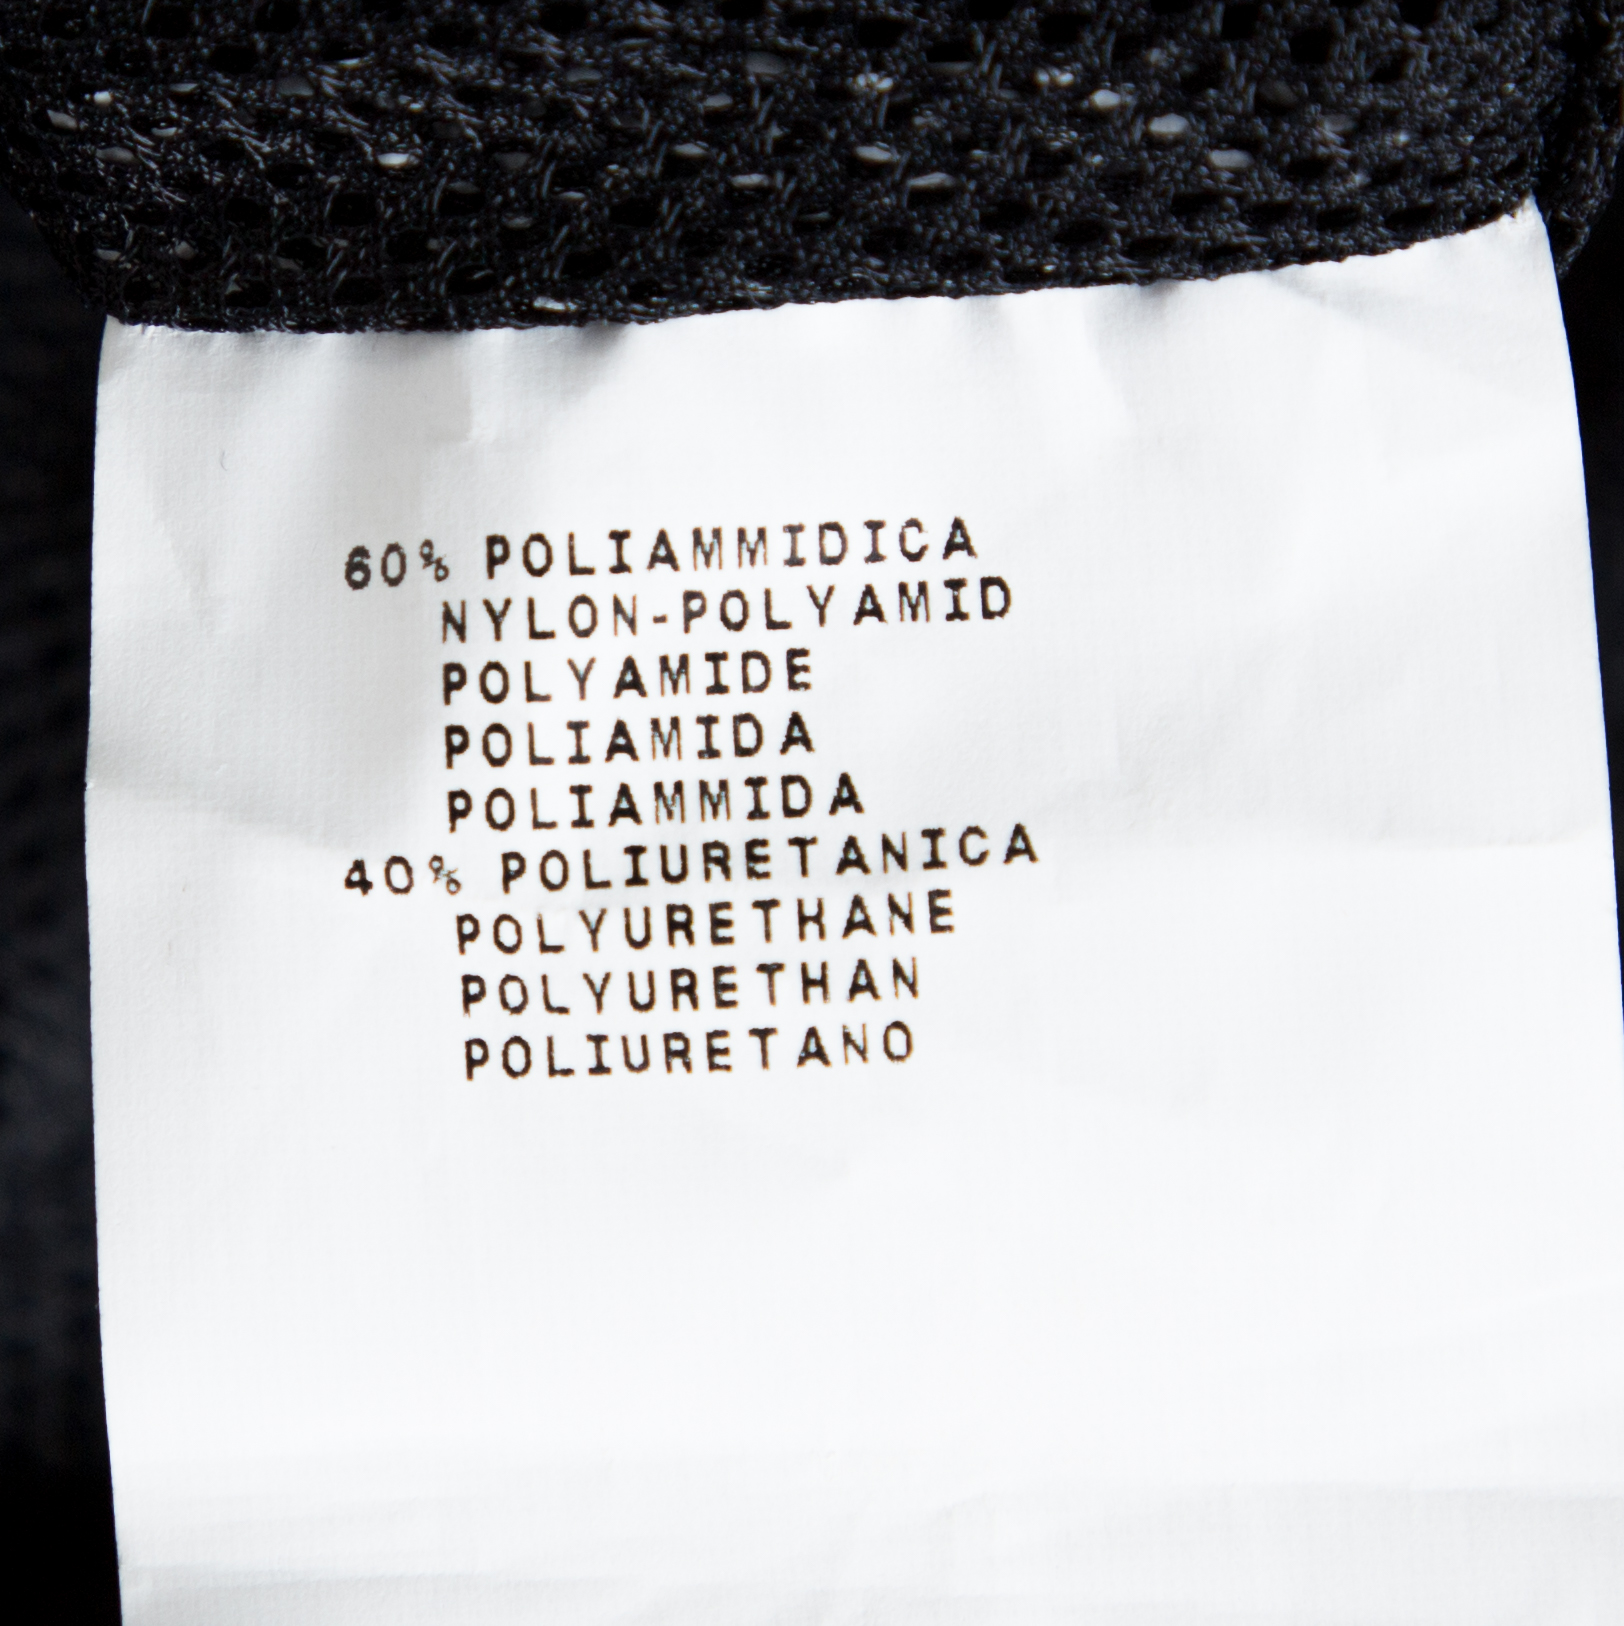 60% POLIAMMIDICA
NYLON-POLYAMID
POLYAMIDE
POLIAMIDA
POLIAMMIDA
40% POLIURETANICA
POLYURETHANE
POLYURETHAN
POLIURETANO